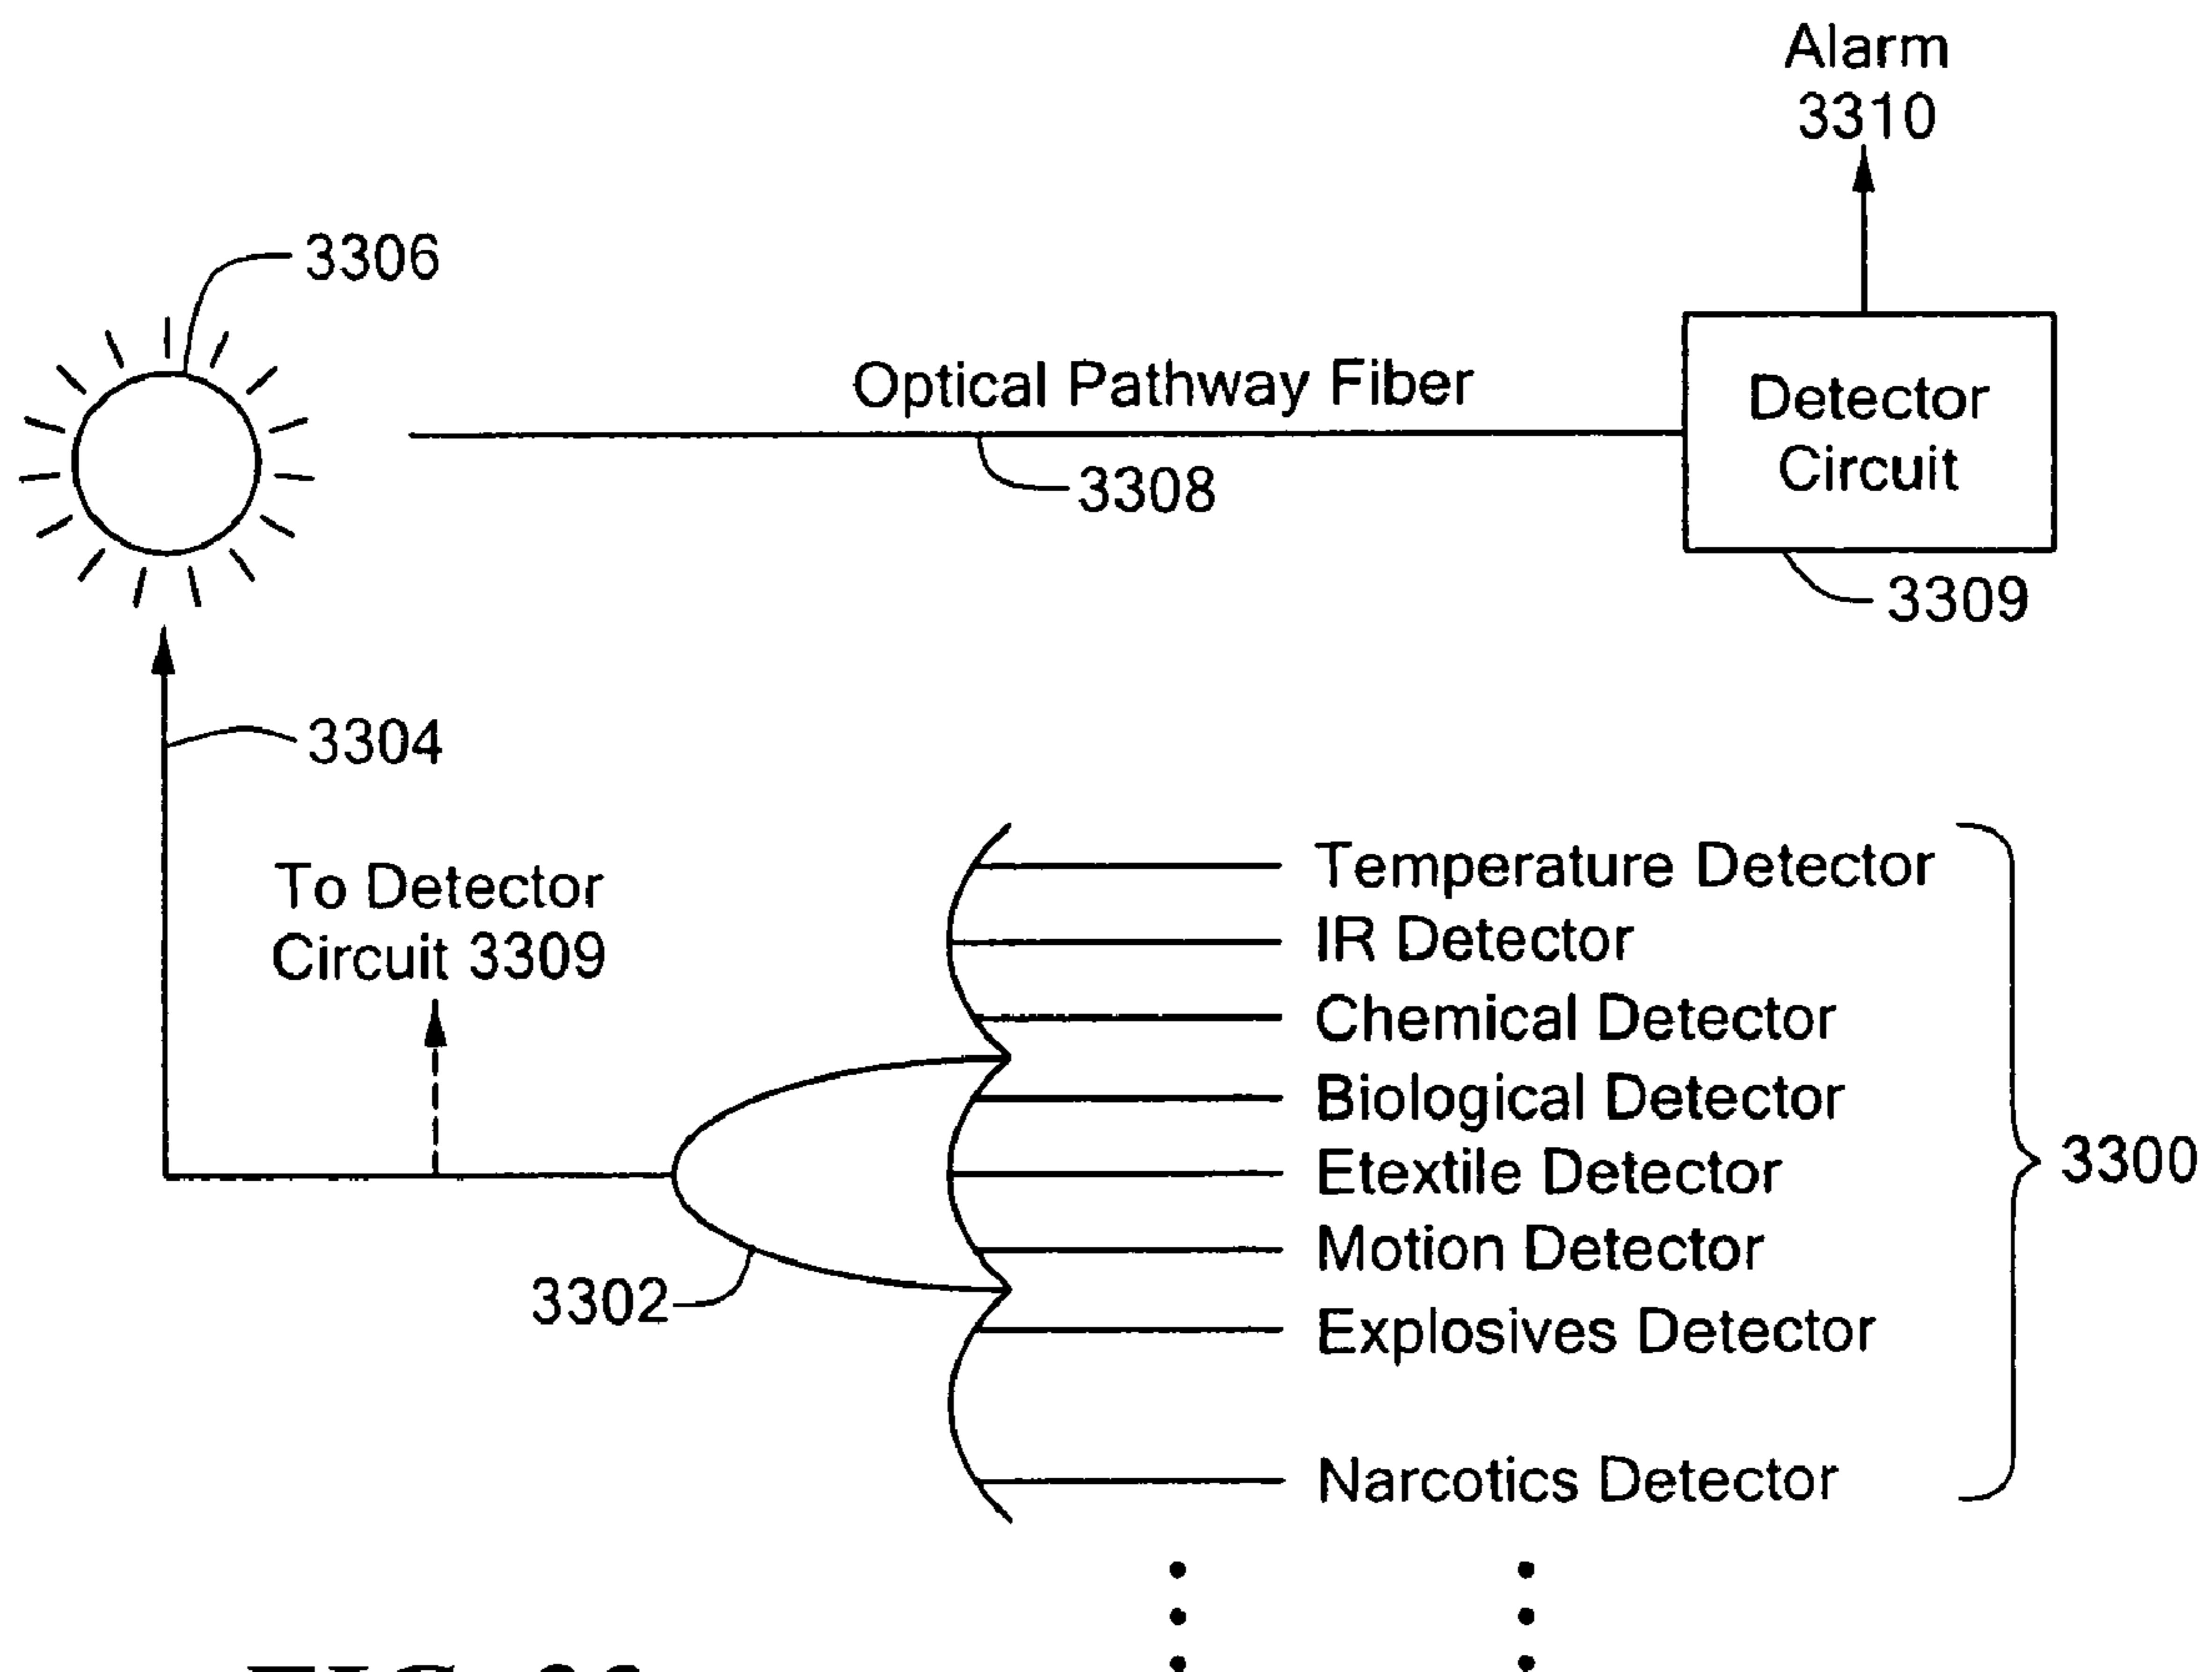 Alarm
3310
3306
Optical Pathway Fiber
Detector
Circuit
3308
3309
3304
To Detector
Circuit 3309
Temperature Detector
IR Detector
Chemical Detector
Biological Detector
Etextile Detector
Motion Detector
Explosives Detector
Narcotics Detector
3300
3302